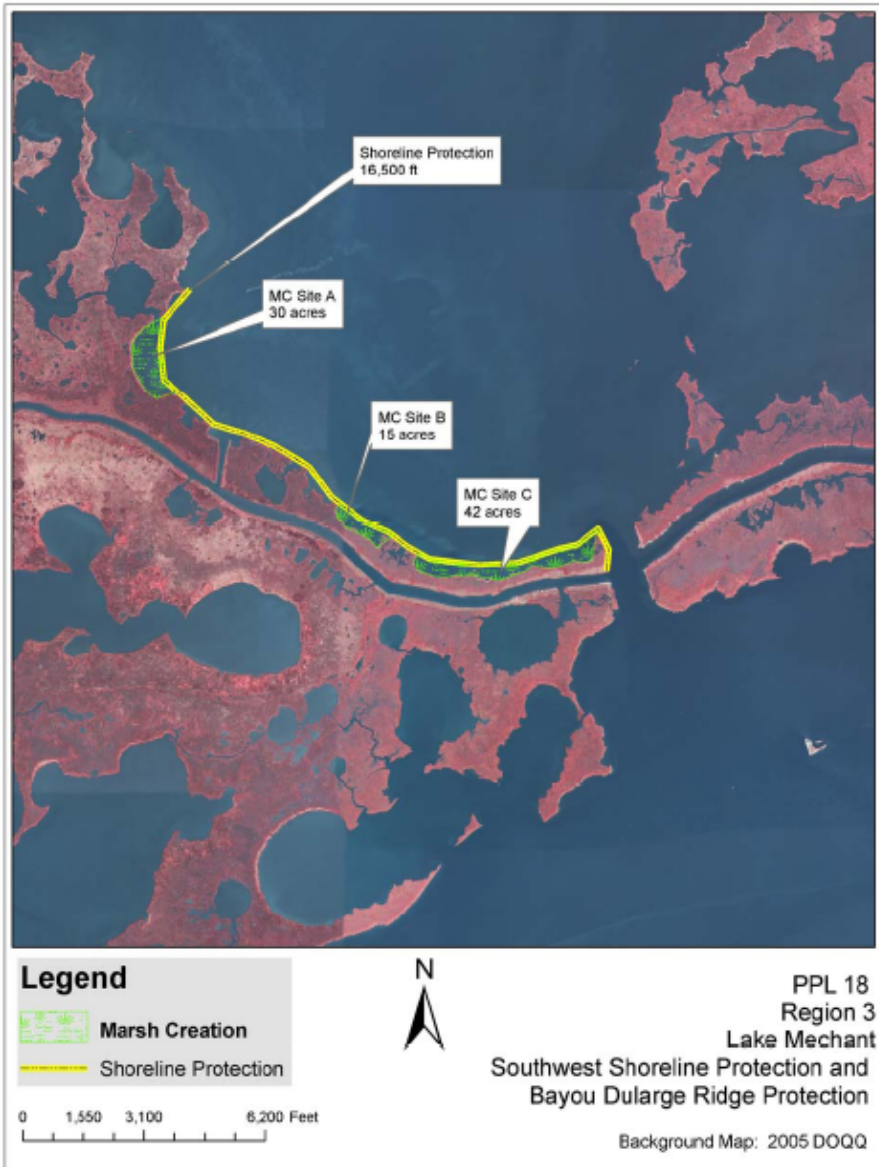 Shoreline Protection
16,500 ft
MC Site A
30 acres
MC Site B
15 acres
MC Site C
42 acres
Legend
Marsh Creation
Shoreline Protection
0 1,550 3,100 6,200 Feet
N
PPL 18
Region 3
Lake Mechant
Southwest Shoreline Protection and
Bayou Dularge Ridge Protection
Background Map: 2005 DOQQ